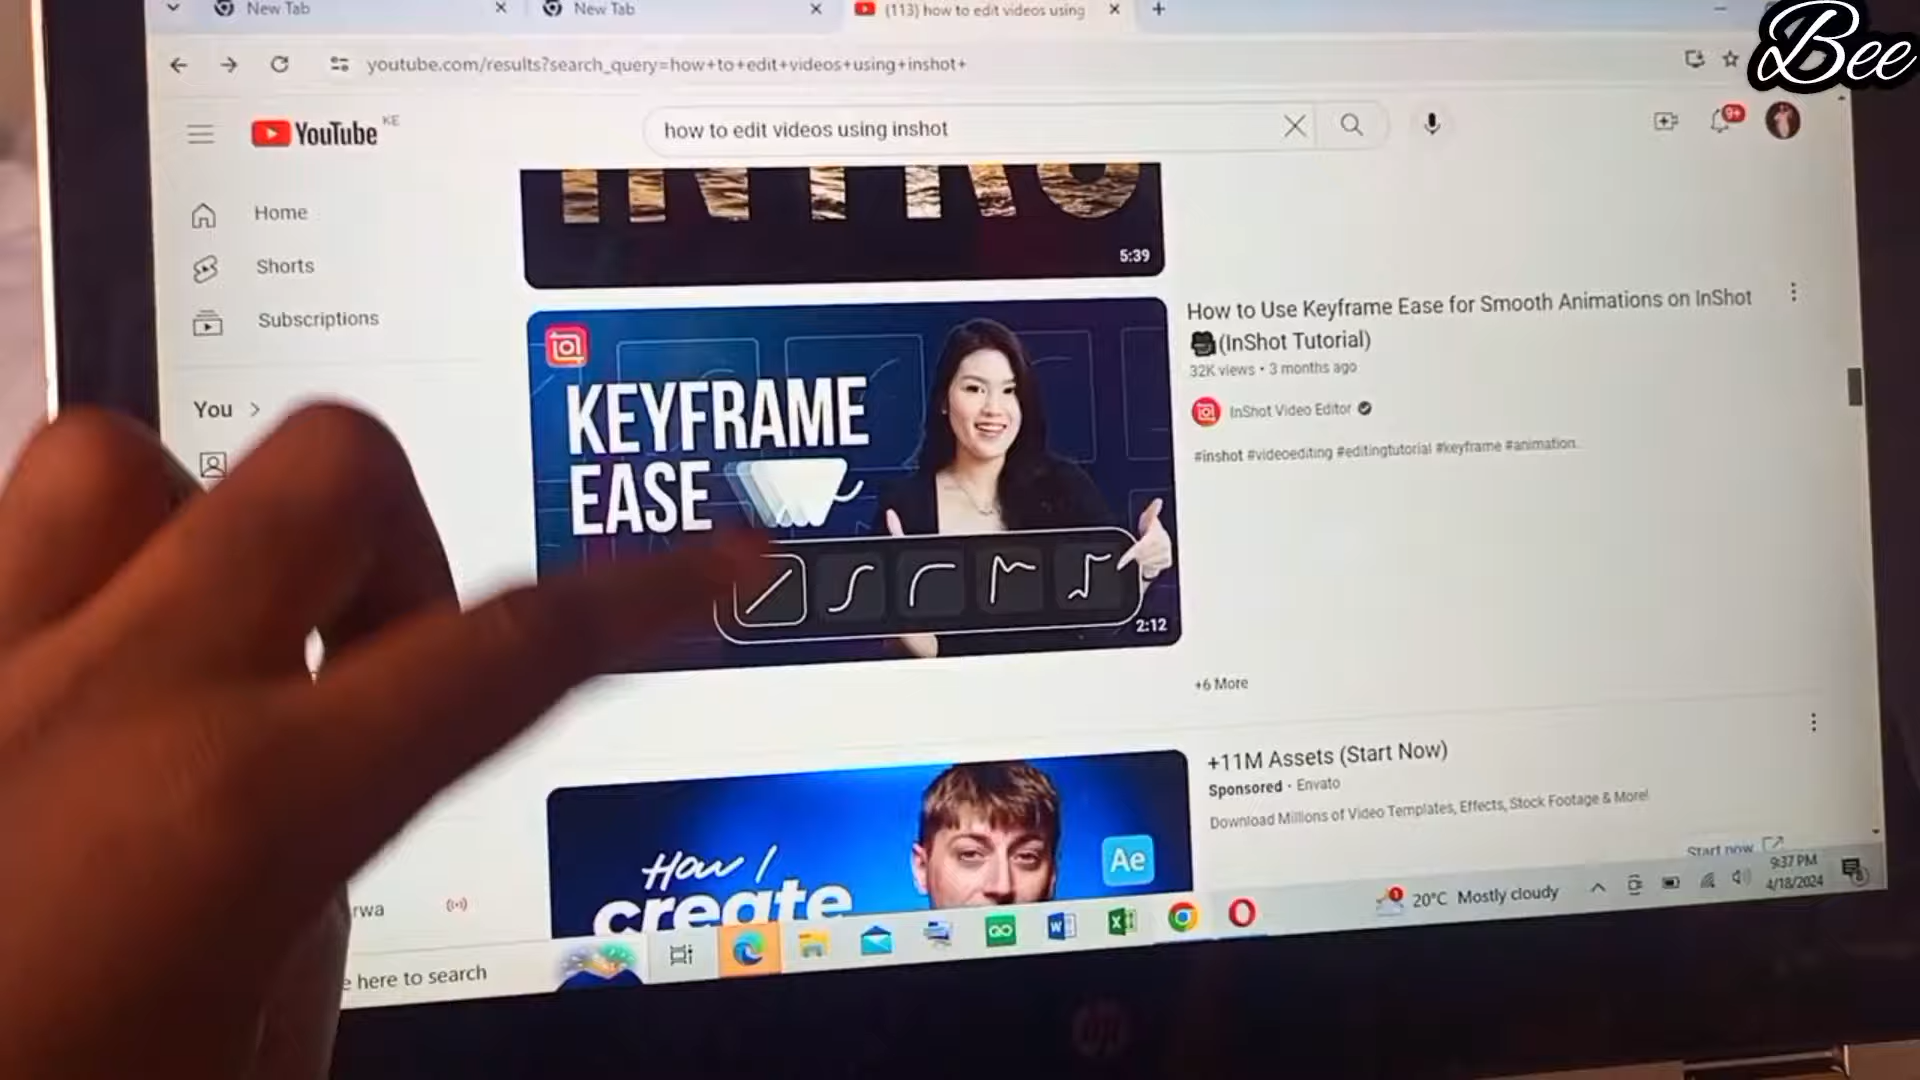 New Tab
New Tab
(113) how to edit videos using
Bee
youtube.com/results?search_query=how+to+edit+videos+using+inshot+
YouTube KE
how to edit videos using inshot
9+
Home
Shorts
Subscriptions
You
INTRO
5:39
KEYFRAME
EASE
2:12
How to Use Keyframe Ease for Smooth Animations on InShot
(InShot Tutorial)
32K views • 3 months ago
InShot Video Editor
#inshot #videoediting #editingtutorial #keyframe #animation
+6 More
How I
create
Ae
+11M Assets (Start Now)
Sponsored · Envato
Download Millions of Video Templates, Effects, Stock Footage & More!
Start now
rwa
e here to search
20°C Mostly cloudy
9:37 PM
4/18/2024
hp